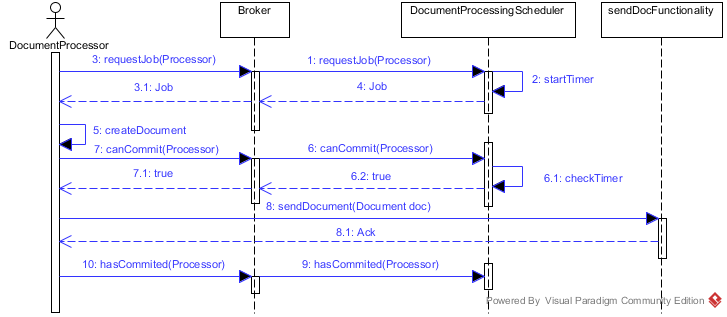 Broker
DocumentProcessingScheduler
sendDocFunctionality
DocumentProcessor
3: requestJob(Processor)
1: requestJob(Processor)
2: startTimer
3.1: Job
4: Job
5: createDocument
7: canCommit(Processor)
6: canCommit(Processor)
7.1: true
6.2: true
6.1: checkTimer
8: sendDocument(Document doc)
8.1: Ack
10: hasCommited(Processor)
9: hasCommited(Processor)
Powered By Visual Paradigm Community Edition